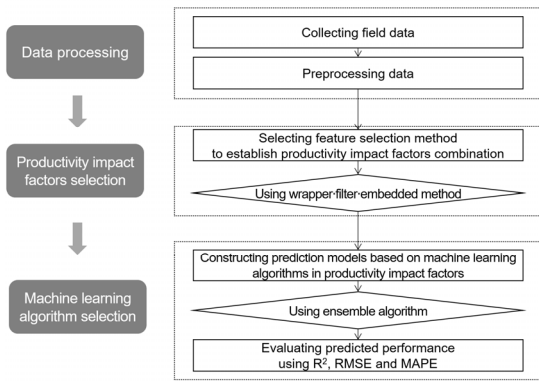 Data processing
Collecting field data
Preprocessing data
Productivity impact
factors selection
Selecting feature selection method
to establish productivity impact factors combination
Using wrapper·filter·embedded method
Machine learning
algorithm selection
Constructing prediction models based on machine learning
algorithms in productivity impact factors
Using ensemble algorithm
Evaluating predicted performance
using R², RMSE and MAPE